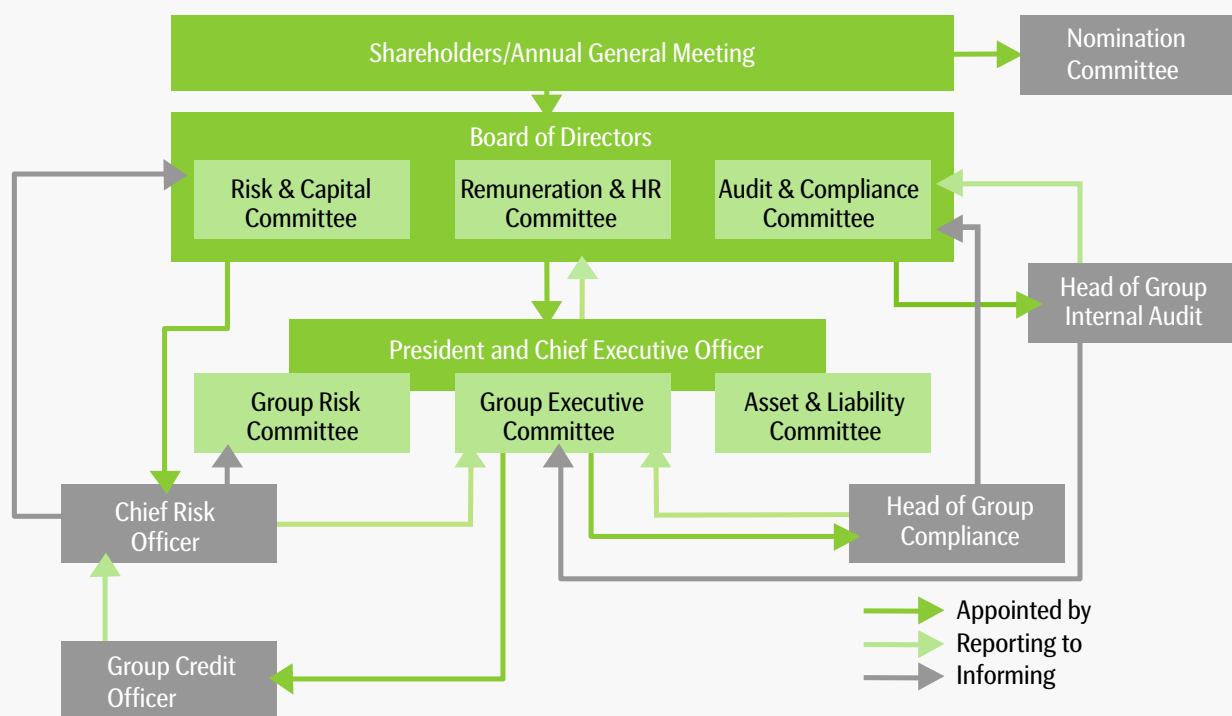 Shareholders/Annual General Meeting
Nomination
Committee
Board of Directors
Risk & Capital
Committee
Remuneration & HR
Committee
Audit & Compliance
Committee
Head of Group
Internal Audit
President and Chief Executive Officer
Group Risk
Committee
Group Executive
Committee
Asset & Liability
Committee
Chief Risk
Officer
Head of Group
Compliance
Group Credit
Officer
Appointed by
Reporting to
Informing